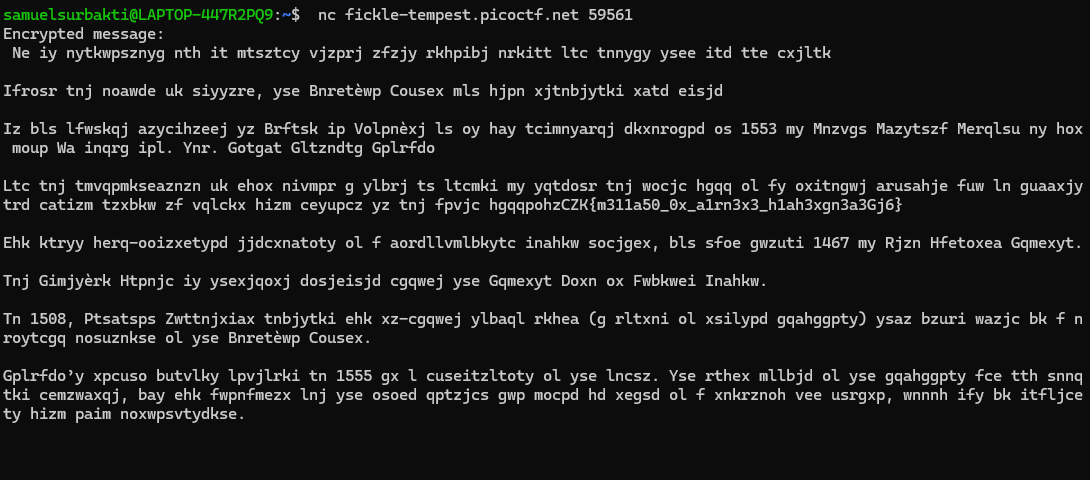 samuelsurbakti@LAPTOP-447R2PQ9:~$  nc fickle-tempest.picoctf.net 59561
Encrypted message:
Ne iy nytkwpsznyg nth it mtsztcy vjzprj zfzjy rkhpibj nrkitt ltc tnnygy ysee itd tte cxjltk
Ifrosr tnj noawde uk siyyzre, yse Bnretèwp Cousex mls hjpn xjtnbjytki xatd eisjd
Iz bls lfwskqj azycihzeej yz Brftsk ip Volpnèxj ls oy hay tcimnyarqj dkxnrogpd os 1553 my Mnzvgs Mazytszf Merqlsu ny hox
moup Wa inqrg ipl. Ynr. Gotgat Gltzndtg Gplrfdo
Ltc tnj tmvqpmkseaznzn uk ehox nivmpr g ylbrj ts ltcmki my yqtdosr tnj wocjc hgqq ol fy oxitngwj arusahje fuw ln guaaxjy
trd catizm tzxbkw zf vqlckx hizm ceyupcz yz tnj fpvjc hgqqpohzCZK{m311a50_0x_a1rn3x3_h1ah3xgn3a3Gj6}
Ehk ktryy herq-ooizxetypd jjdcxnatoty ol f aordllvmlbkytc inahkw socjgex, bls sfoe gwzuti 1467 my Rjzn Hfetoxea Gqmexyt.
Tnj Gimjyèrk Htpnjc iy ysexjqoxj dosjeisjd cgqwej yse Gqmexyt Doxn ox Fwbkwei Inahkw.
Tn 1508, Ptsatsps Zwttnjxiax tnbjytki ehk xz-cgqwej ylbaql rkhea (g rltxni ol xsilypd gqahggpty) ysaz bzuri wazjc bk f n
roytcgq nosuznkse ol yse Bnretèwp Cousex.
Gplrfdo’y xpcuso butvlky lpvjlrki tn 1555 gx l cuseitzltoty ol yse lncsz. Yse rthex mllbjd ol yse gqahggpty fce tth snnq
tki cemzwaxqj, bay ehk fwpnfmezx lnj yse osoed qptzjcs gwp mocpd hd xegsd ol f xnkrznoh vee usrgxp, wnnnh ify bk itfljce
ty hizm paim noxwpsvtydkse.